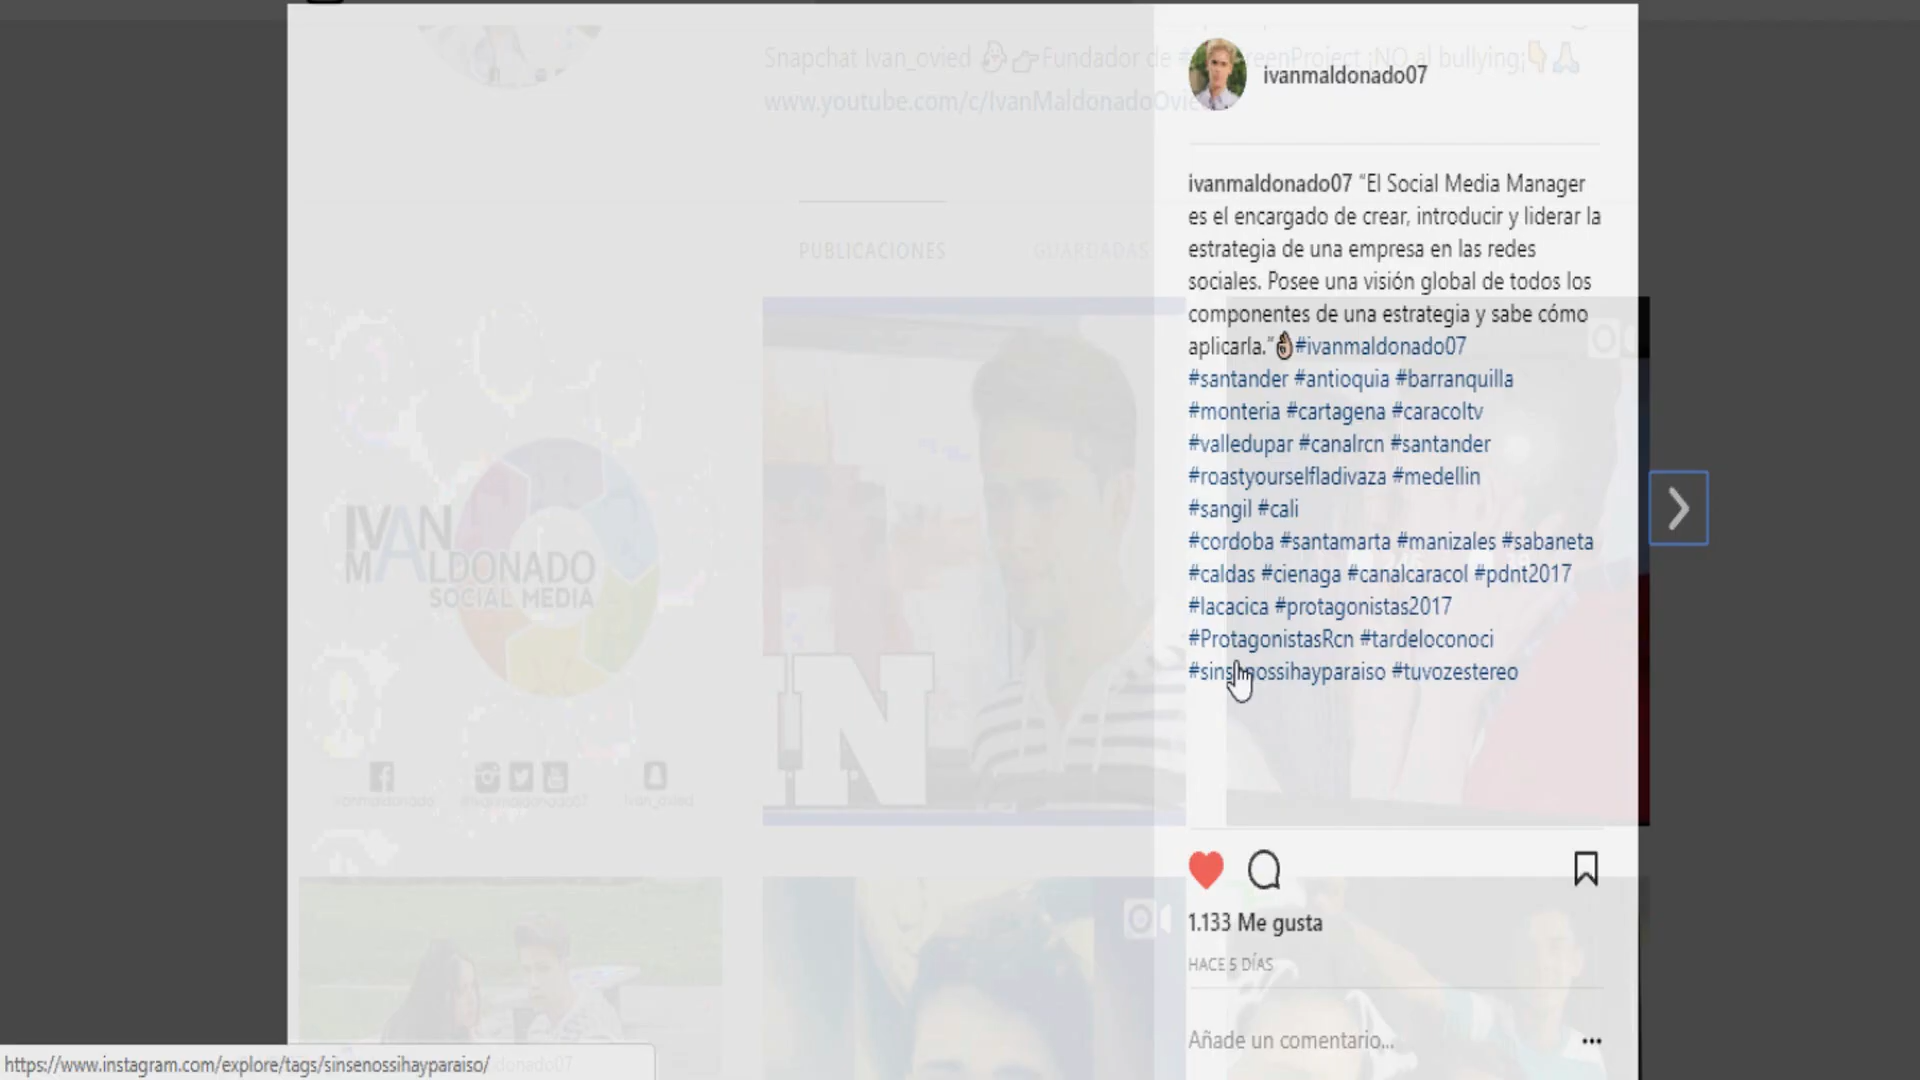 Snapchat Ivan_ovied 👻👉Fundador de # reenProject ¡NO al bullying¡👇🙏
www.youtube.com/c/IvanMaldonadoOvie
PUBLICACIONES
GUARDADAS
IVAN
MALDONADO
SOCIAL MEDIA
ivan_ovied
N
ivanmaldonado07
ivanmaldonado07 “El Social Media Manager
es el encargado de crear, introducir y liderar la
estrategia de una empresa en las redes
sociales. Posee una visión global de todos los
componentes de una estrategia y sabe cómo
aplicarla.”👌🏽#ivanmaldonado07
#santander #antioquia #barranquilla
#monteria #cartagena #caracoltv
#valledupar #canalrcn #santander
#roastyourselfladivaza #medellin
#sangil #cali
#cordoba #santamarta #manizales #sabaneta
#caldas #cienaga #canalcaracol #pdnt2017
#lacacica #protagonistas2017
#ProtagonistasRcn #tardeloconoci
#sinsenossihayparaiso #tuvozestereo
1.133 Me gusta
HACE 5 DÍAS
Añade un comentario...
https://www.instagram.com/explore/tags/sinsenossihayparaiso/